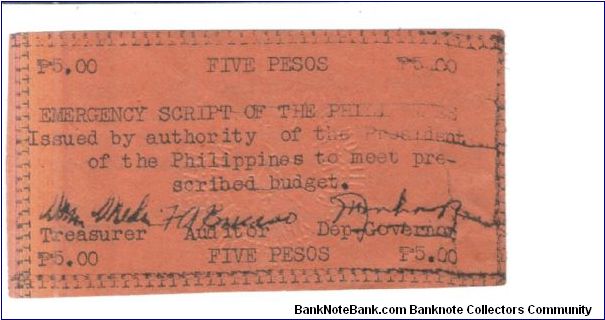 ₱5.00 FIVE PESOS ₱5.00
EMERGENCY SCRIPT OF THE PHILIPPINES
Issued by authority of the President
of the Philippines to meet pre-
scribed budget.
Treasurer Auditor Dep.Governor
₱5.00 FIVE PESOS ₱5.00
BankNoteBank.com Banknote Collectors Community